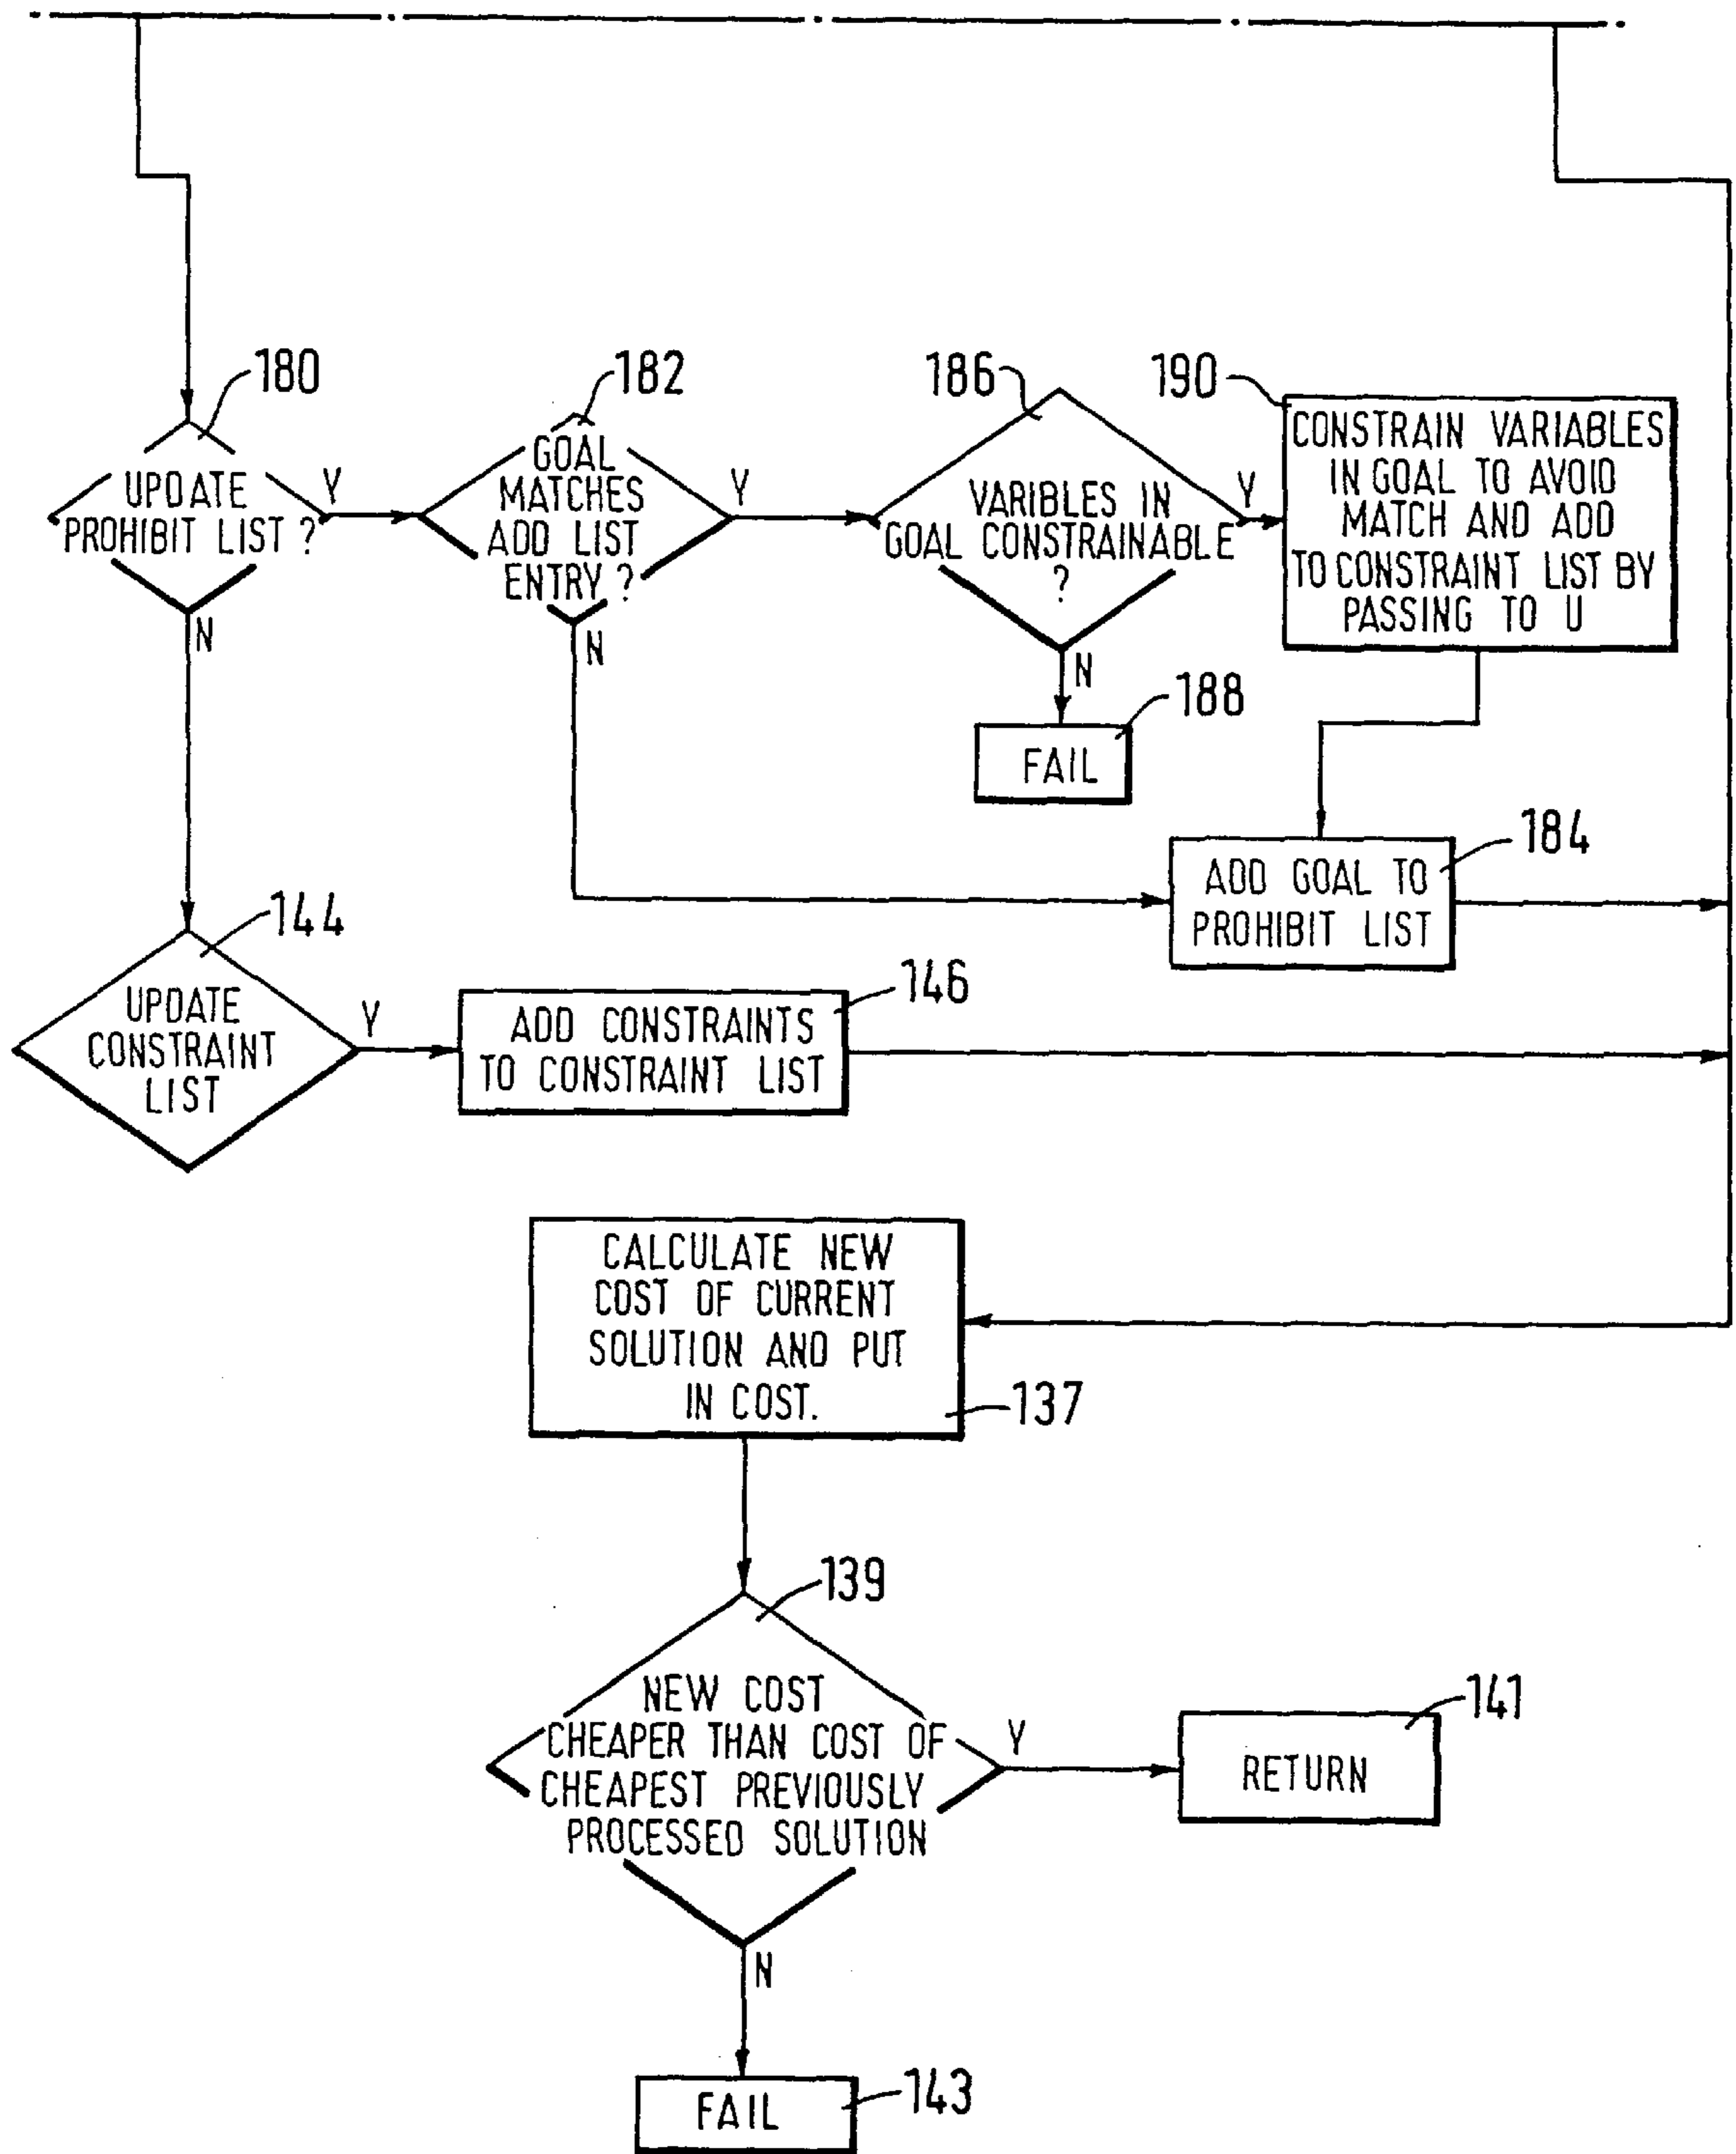 180
UPDATE
PROHIBIT LIST ?
Y
N
182
GOAL
MATCHES
ADD LIST
ENTRY ?
Y
N
186
VARIBLES IN
GOAL CONSTRAINABLE
?
Y
N
190
CONSTRAIN VARIABLES
IN GOAL TO AVOID
MATCH AND ADD
TO CONSTRAINT LIST BY
PASSING TO U
188
FAIL
184
ADD GOAL TO
PROHIBIT LIST
144
UPDATE
CONSTRAINT
LIST
Y
146
ADD CONSTRAINTS
TO CONSTRAINT LIST
CALCULATE NEW
COST OF CURRENT
SOLUTION AND PUT
IN COST.
137
139
NEW COST
CHEAPER THAN COST OF
CHEAPEST PREVIOUSLY
PROCESSED SOLUTION
Y
N
141
RETURN
FAIL
143